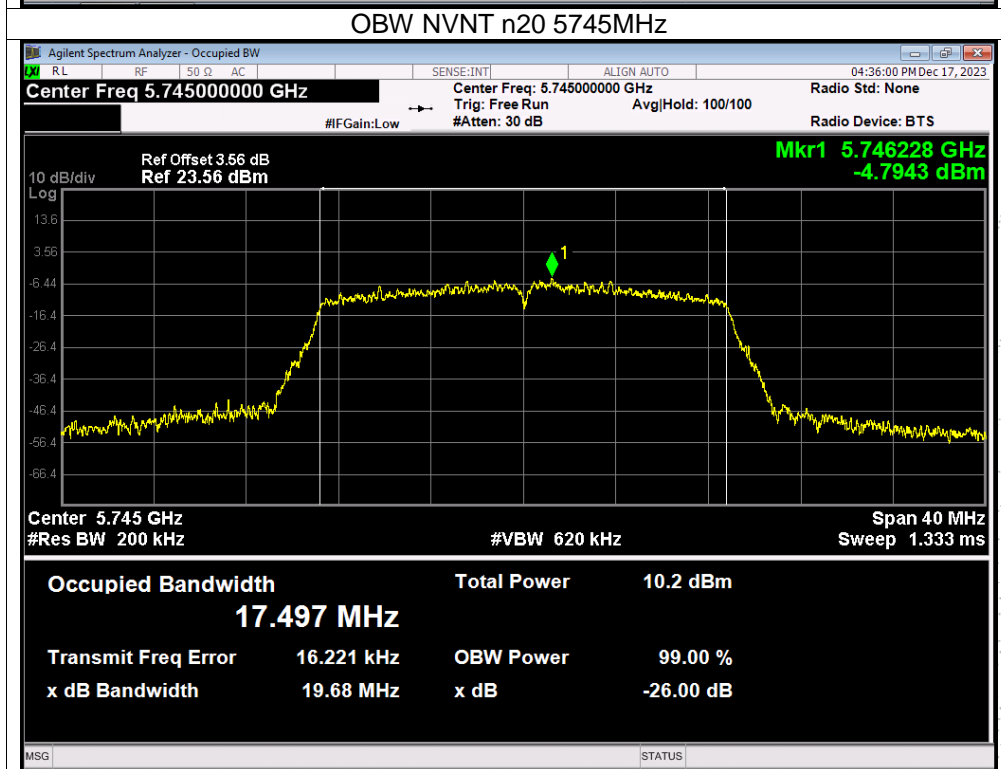 OBW NVNT n20 5745MHz
Agilent Spectrum Analyzer - Occupied BW
LXI RL RF 50 Ω AC SENSE:INT ALIGN AUTO 04:36:00 PM Dec 17, 2023
Center Freq 5.745000000 GHz Center Freq: 5.745000000 GHz Radio Std: None
Trig: Free Run Avg|Hold: 100/100
#IFGain:Low #Atten: 30 dB Radio Device: BTS
Mkr1 5.746228 GHz
-4.7943 dBm
Ref Offset 3.56 dB
10 dB/div Ref 23.56 dBm
Log
13.6
3.56
1
-6.44
-16.4
-26.4
-36.4
-46.4
-56.4
-66.4
Center 5.745 GHz Span 40 MHz
#Res BW 200 kHz #VBW 620 kHz Sweep 1.333 ms
Occupied Bandwidth Total Power 10.2 dBm
17.497 MHz
Transmit Freq Error 16.221 kHz OBW Power 99.00 %
x dB Bandwidth 19.68 MHz x dB -26.00 dB
MSG STATUS